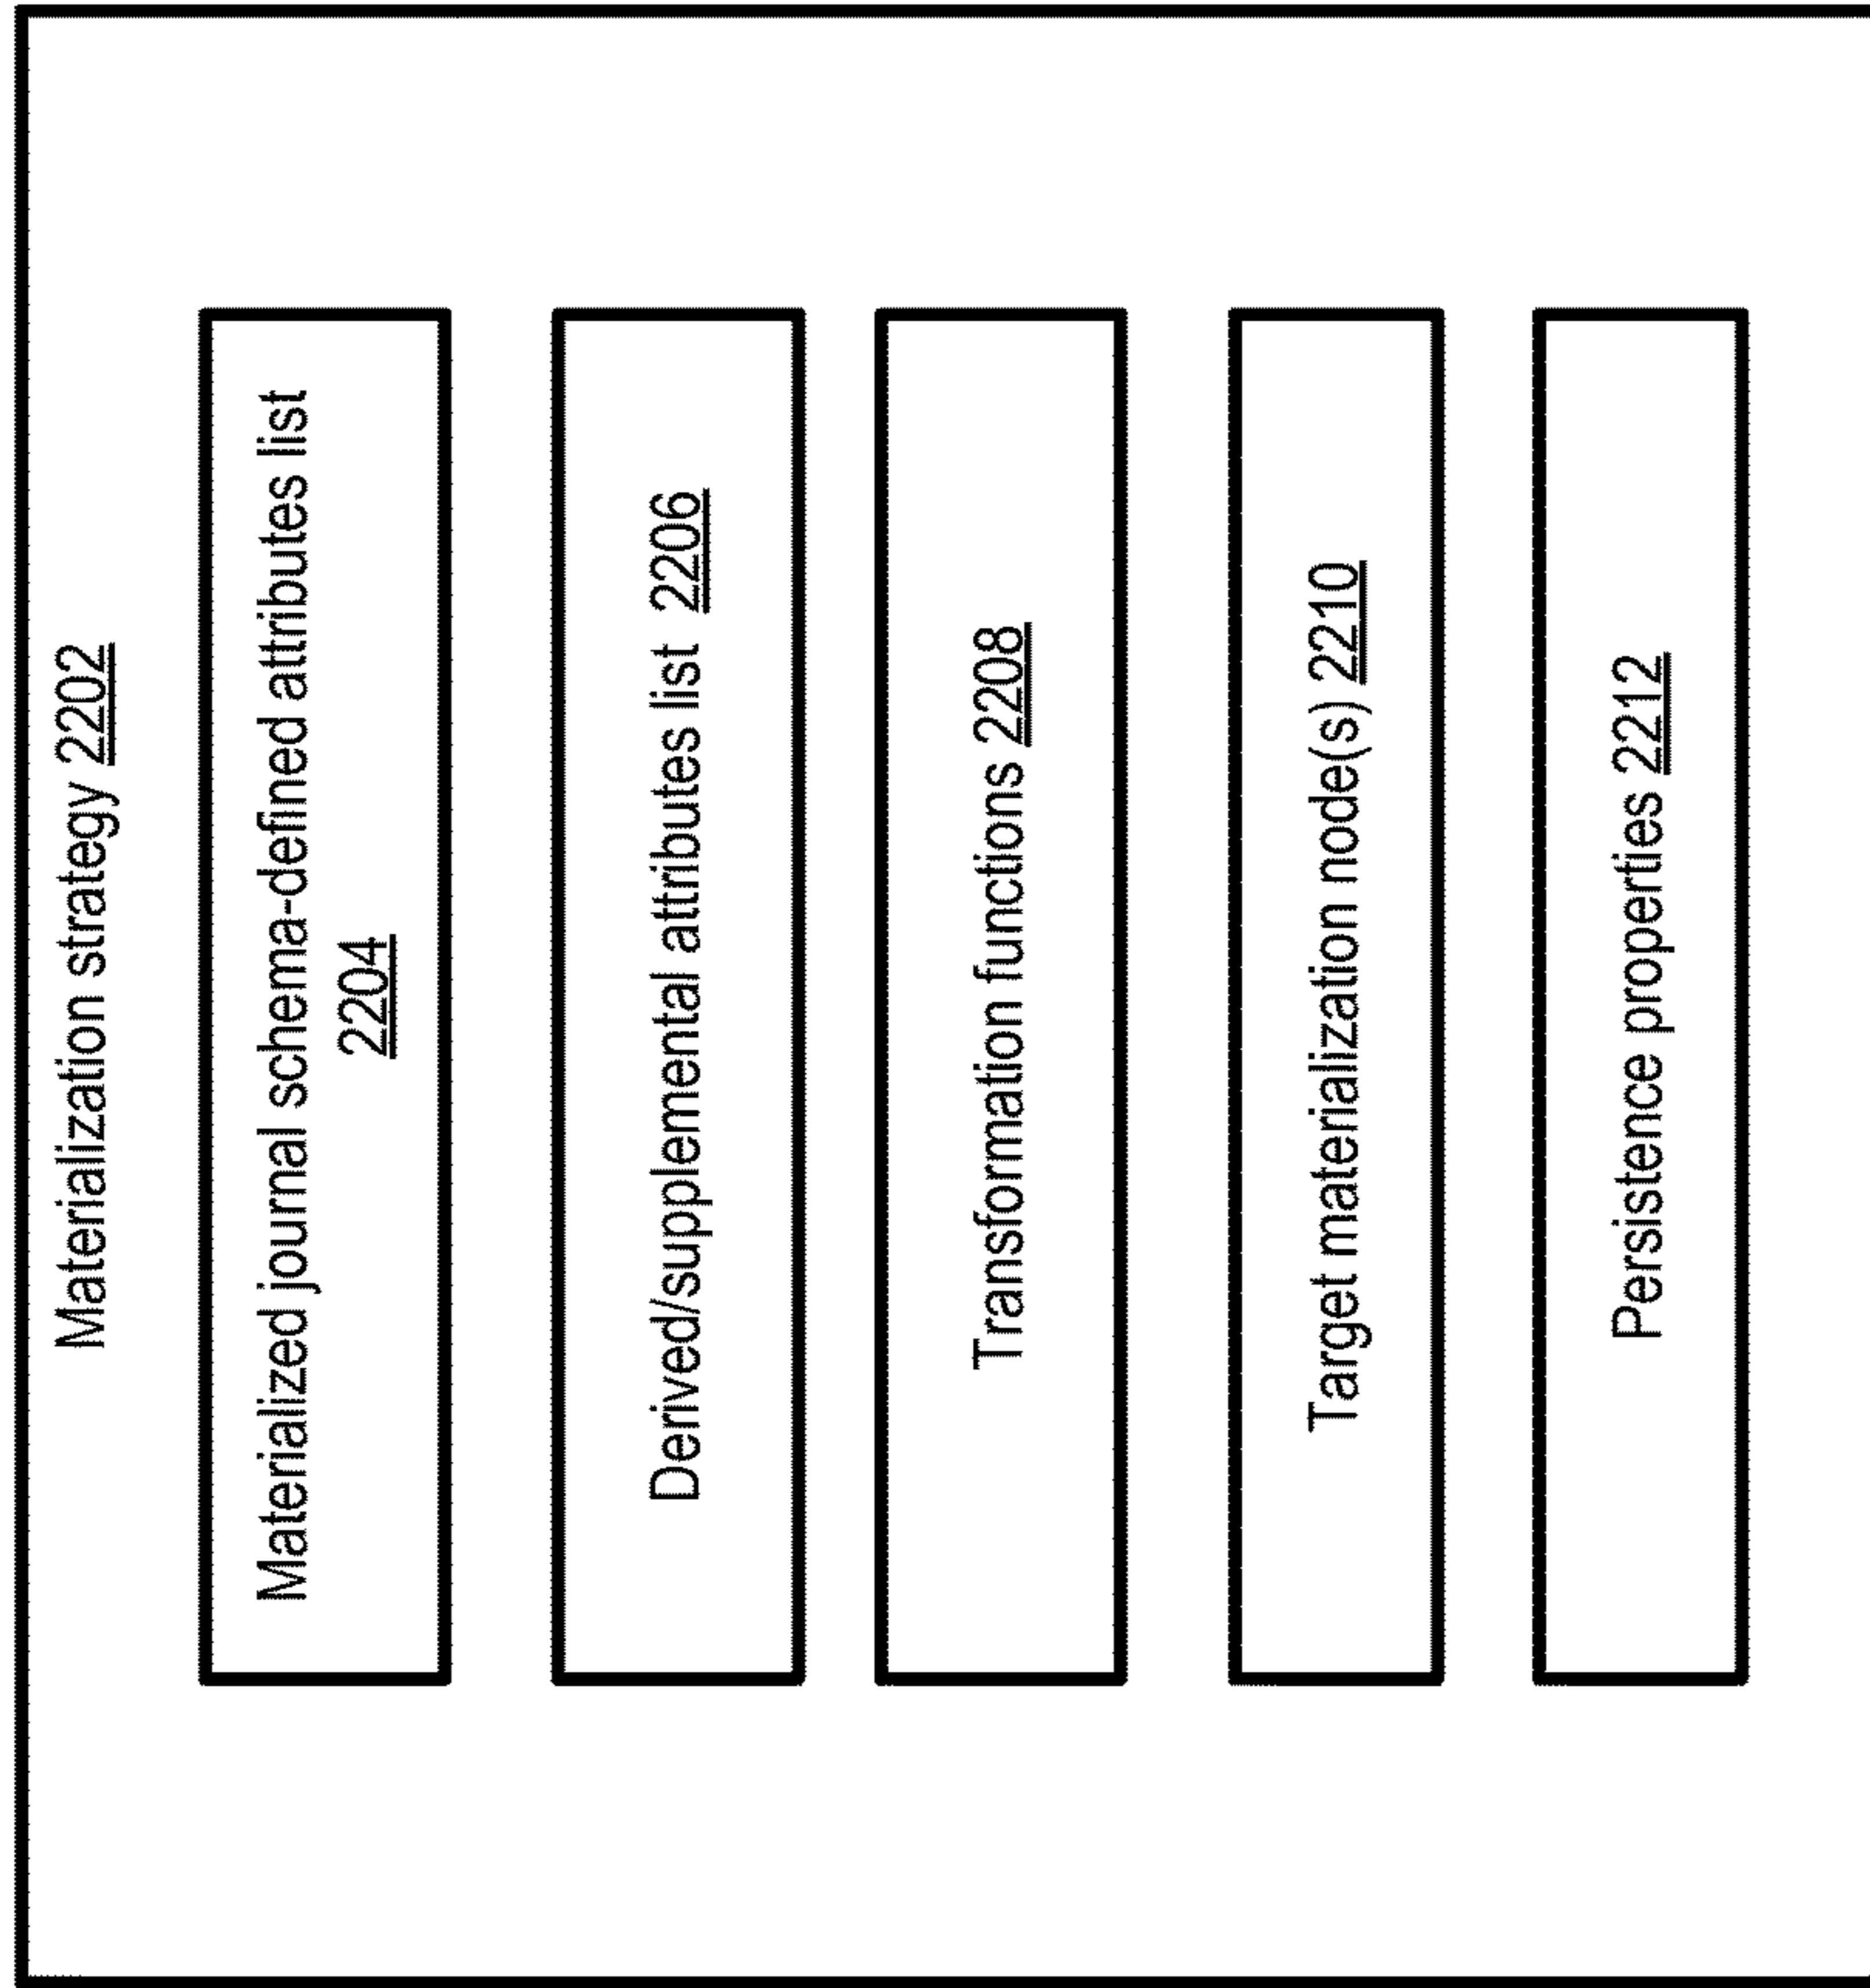 Materialization strategy 2202
Materialized journal schema-defined attributes list
2204
Derived/supplemental attributes list 2206
Transformation functions 2208
Target materialization node(s) 2210
Persistence properties 2212